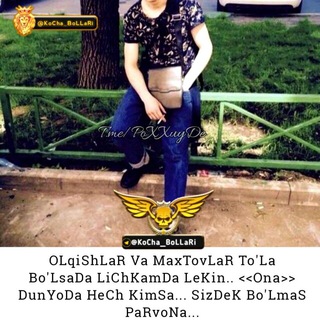 @KoCha_BoLLaRi
T.me/PeXXuyDe
@KoCha_BoLLaRi
OLqiShLaR Va MaxTovLaR To'La
Bo'LsaDa LiChKamDa LeKin.. <<Ona>>
DunYoDa HeCh KimSa... SizDeK Bo'LmaS
PaRvoNa...